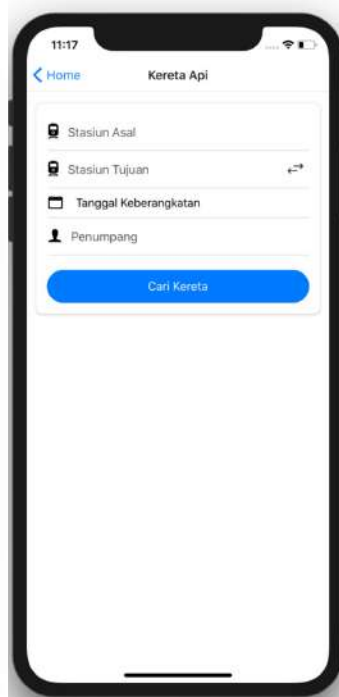 11:17
Home
Kereta Api
Stasiun Asal
Stasiun Tujuan
Tanggal Keberangkatan
Penumpang
Cari Kereta